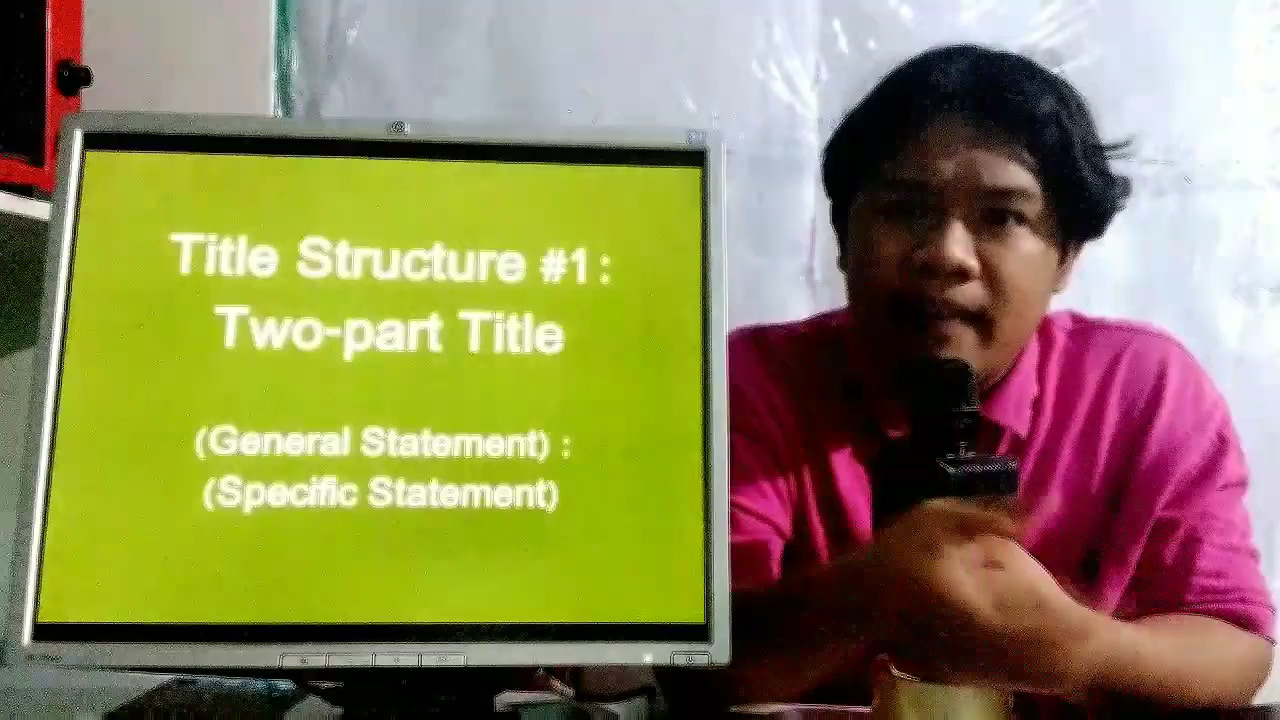 Title Structure #1:
Two-part Title
(General Statement) :
(Specific Statement)